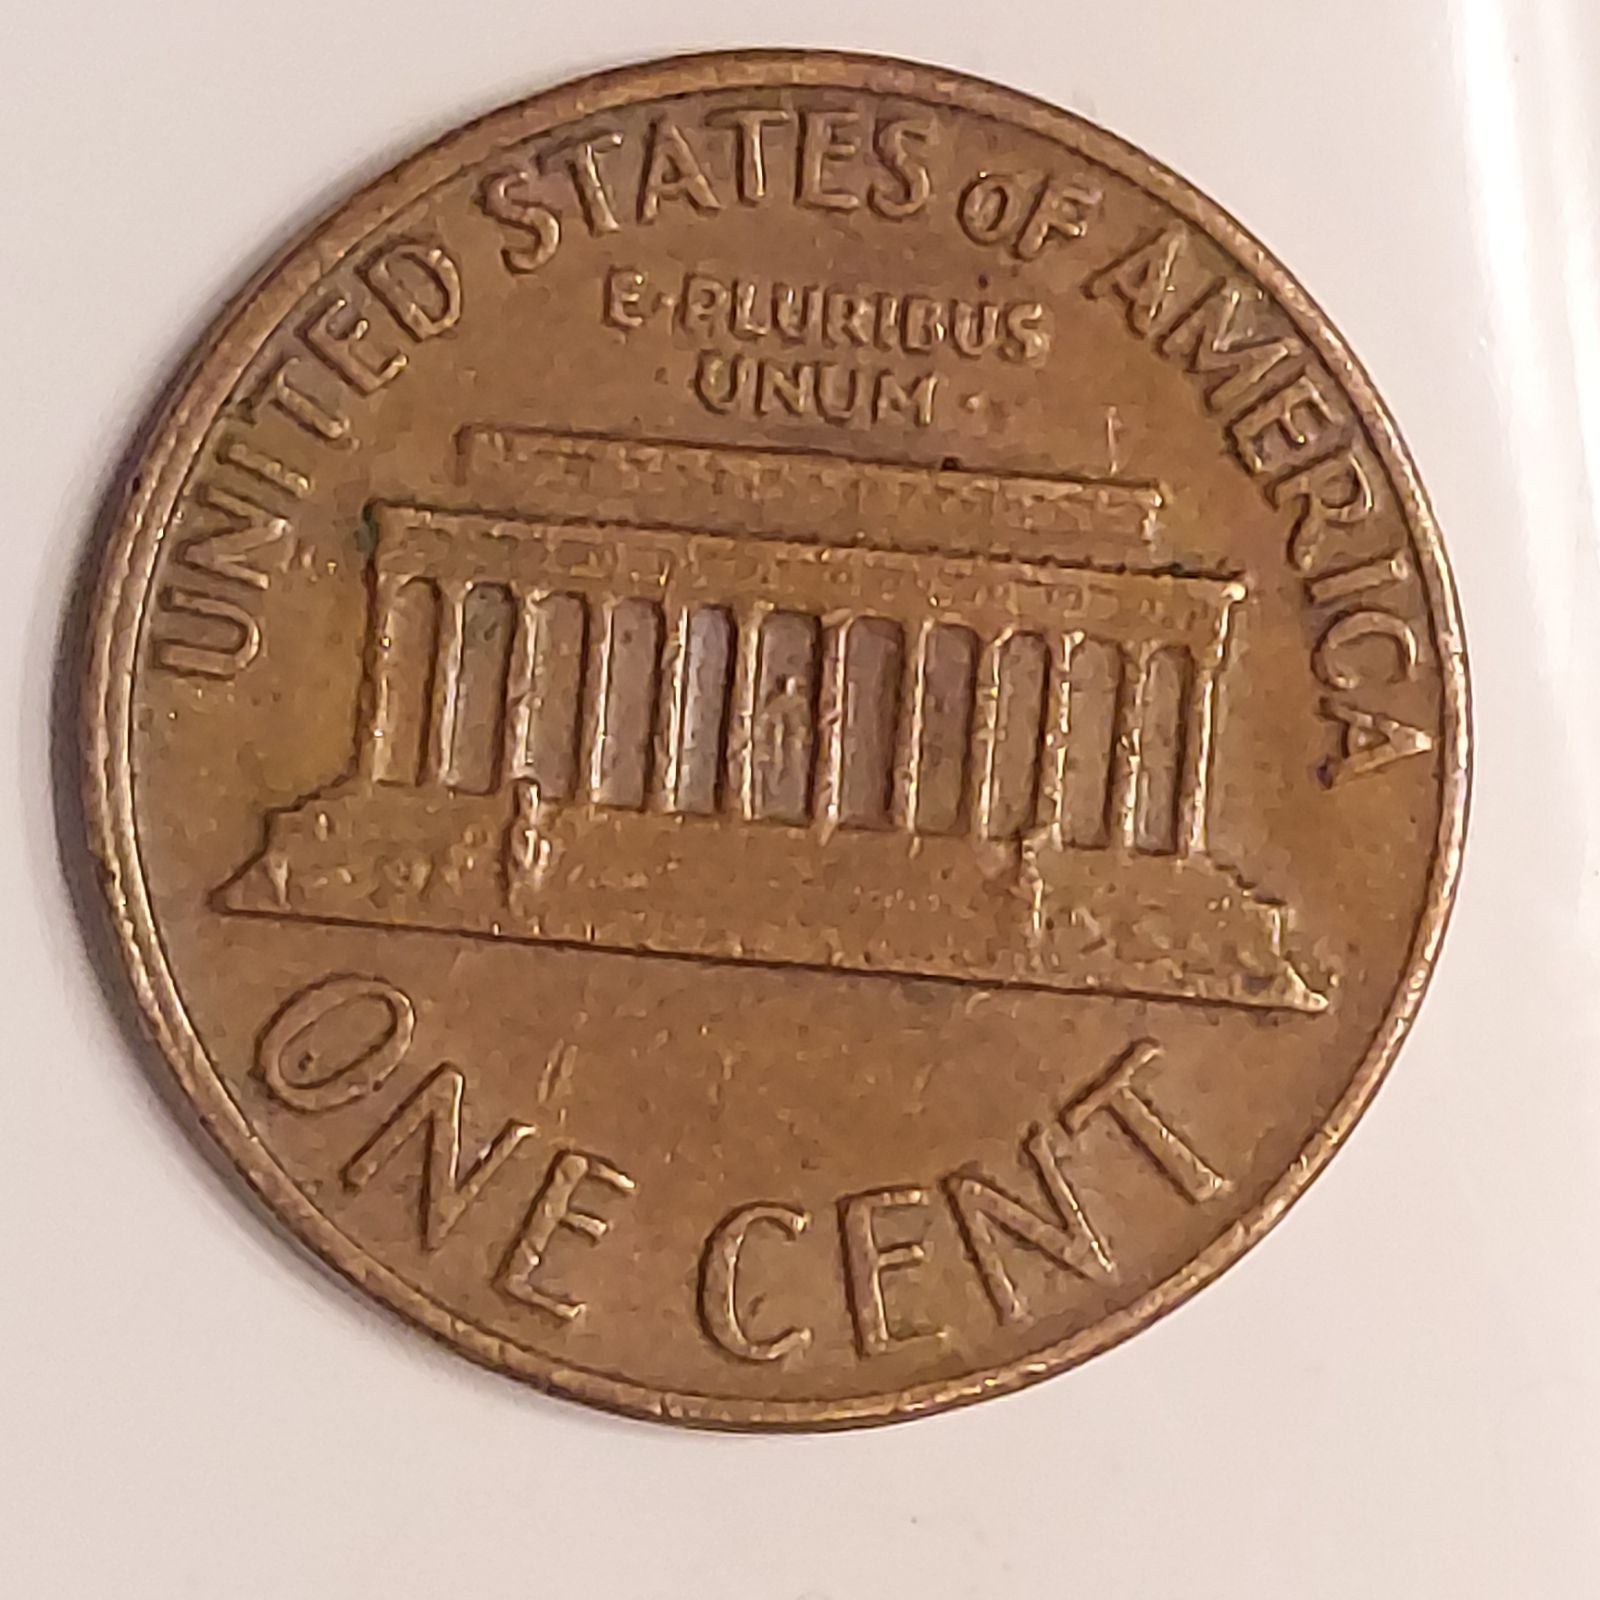 UNITED STATES OF AMERICA
E·PLURIBUS
·UNUM·
ONE CENT